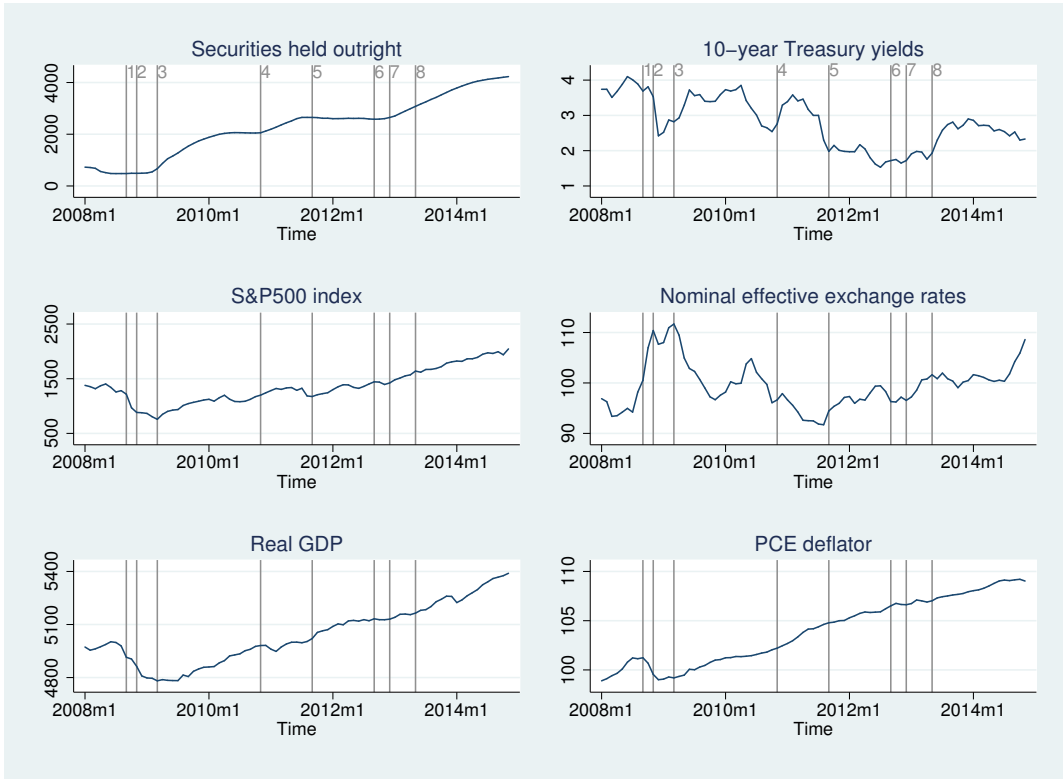 Securities held outright
4000
2000
0
1 2 3 4 5 6 7 8
2008m1 2010m1 2012m1 2014m1
Time
10−year Treasury yields
4
3
2
1
1 2 3 4 5 6 7 8
2008m1 2010m1 2012m1 2014m1
Time
S&P500 index
2500
1500
500
2008m1 2010m1 2012m1 2014m1
Time
Nominal effective exchange rates
110
100
90
2008m1 2010m1 2012m1 2014m1
Time
Real GDP
5400
5100
4800
2008m1 2010m1 2012m1 2014m1
Time
PCE deflator
110
105
100
2008m1 2010m1 2012m1 2014m1
Time